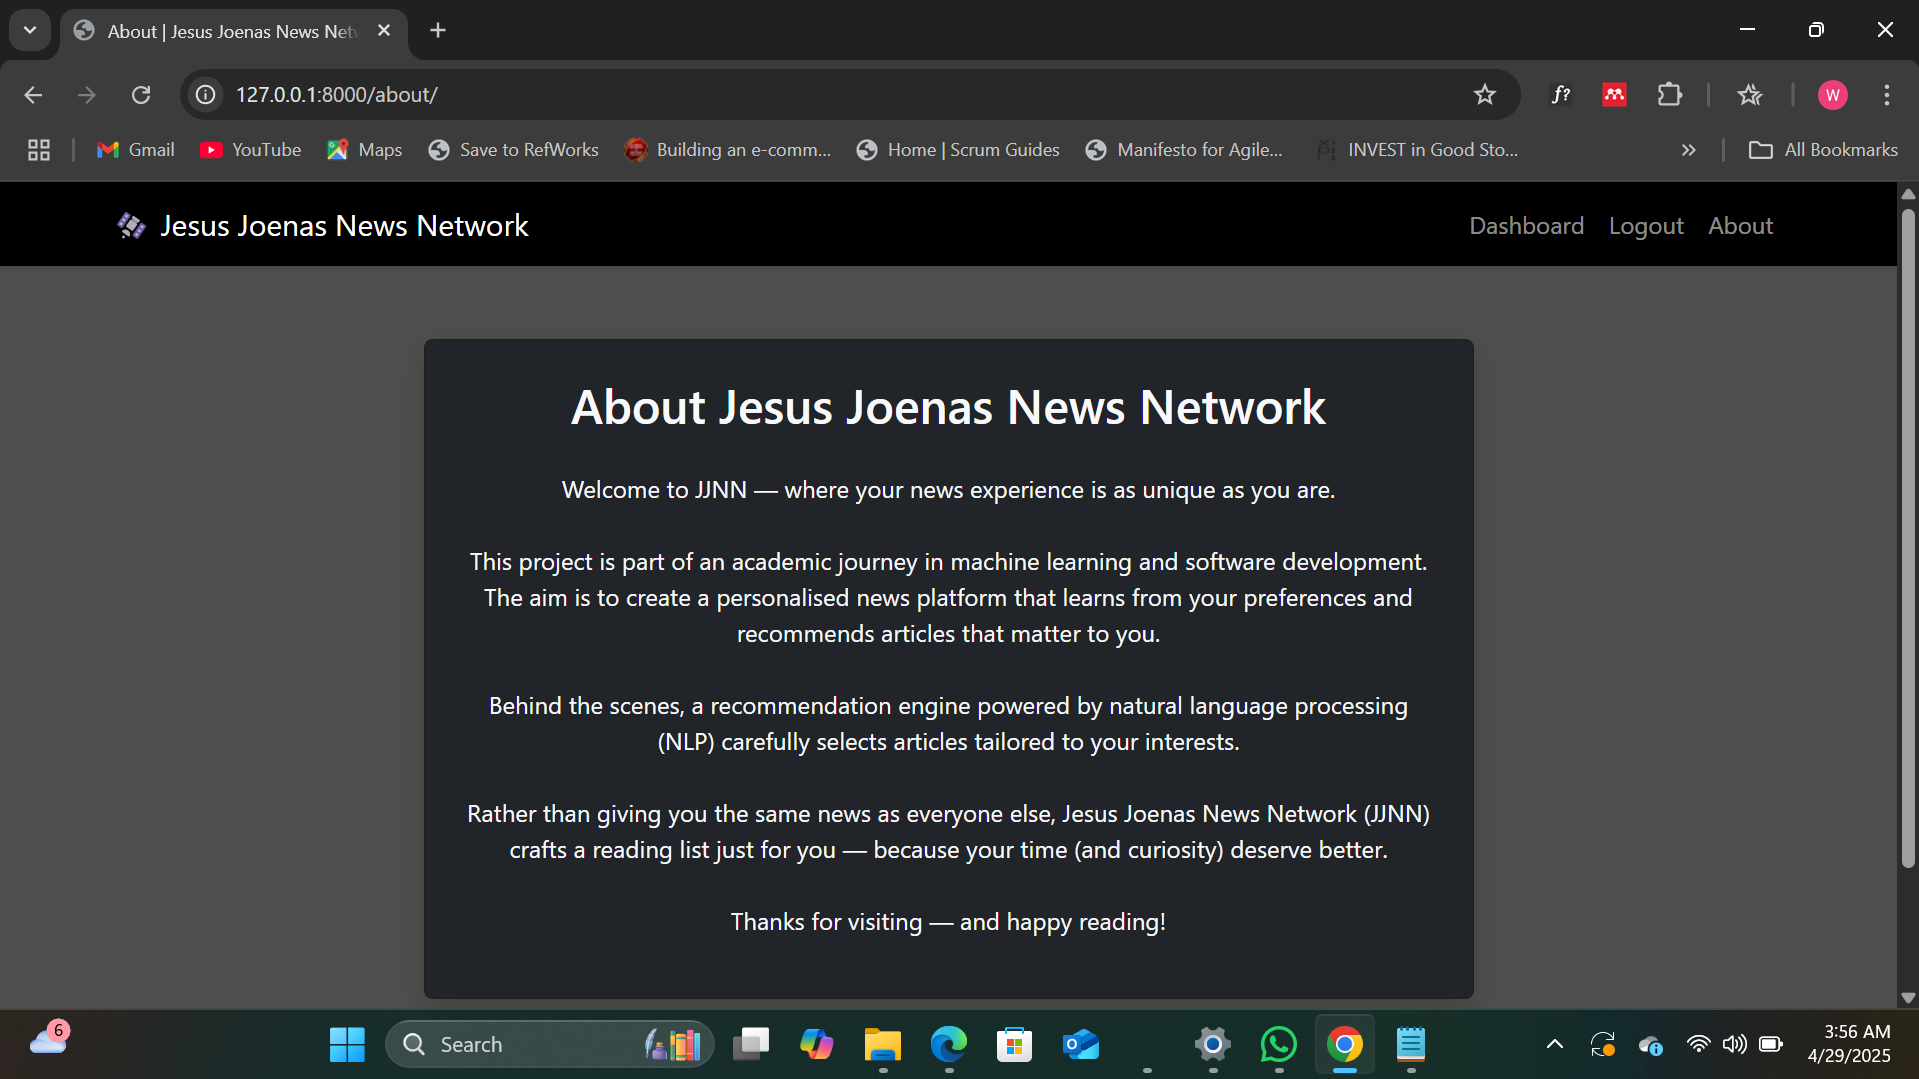 About | Jesus Joenas News Net
127.0.0.1:8000/about/
f?
W
Gmail
YouTube
Maps
Save to RefWorks
Building an e-comm...
Home | Scrum Guides
Manifesto for Agile...
INVEST in Good Sto...
All Bookmarks
Jesus Joenas News Network
Dashboard
Logout
About
About Jesus Joenas News Network
Welcome to JJNN — where your news experience is as unique as you are.
This project is part of an academic journey in machine learning and software development.
The aim is to create a personalised news platform that learns from your preferences and
recommends articles that matter to you.
Behind the scenes, a recommendation engine powered by natural language processing
(NLP) carefully selects articles tailored to your interests.
Rather than giving you the same news as everyone else, Jesus Joenas News Network (JJNN)
crafts a reading list just for you — because your time (and curiosity) deserve better.
Thanks for visiting — and happy reading!
6
Search
3:56 AM
4/29/2025